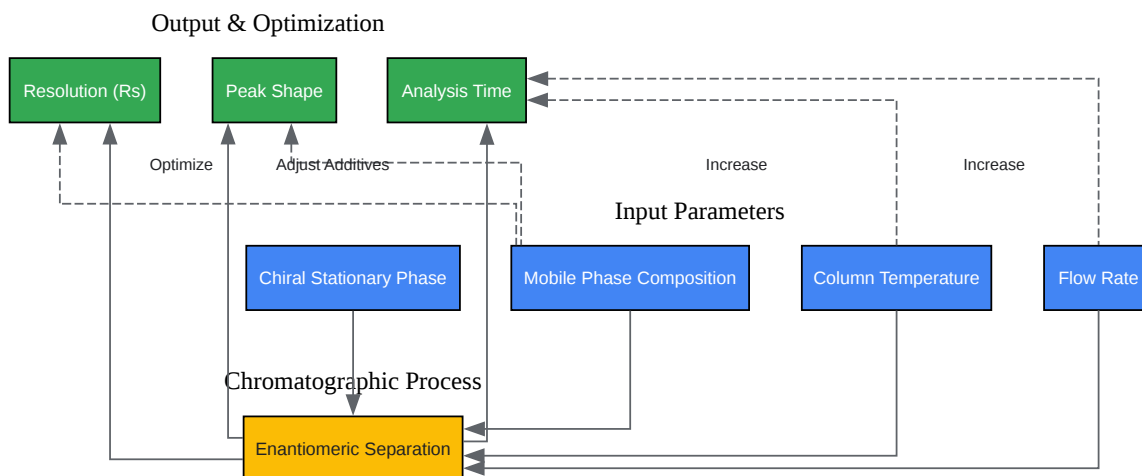 Output & Optimization
Resolution (Rs)
Peak Shape
Analysis Time
Optimize
Adjust Additives
Increase
Increase
Input Parameters
Chiral Stationary Phase
Mobile Phase Composition
Column Temperature
Flow Rate
Chromatographic Process
Enantiomeric Separation